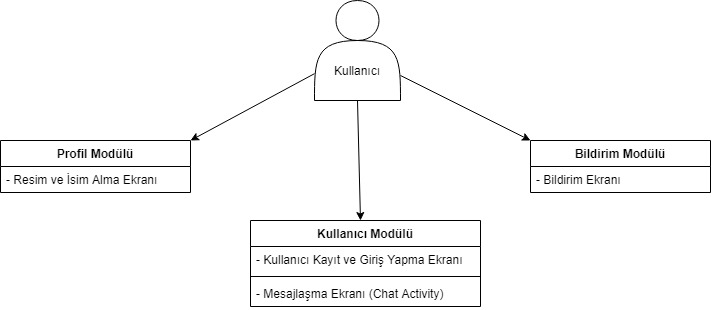 Kullanıcı
Profil Modülü
- Resim ve İsim Alma Ekranı
Bildirim Modülü
- Bildirim Ekranı
Kullanıcı Modülü
- Kullanıcı Kayıt ve Giriş Yapma Ekranı
- Mesajlaşma Ekranı (Chat Activity)